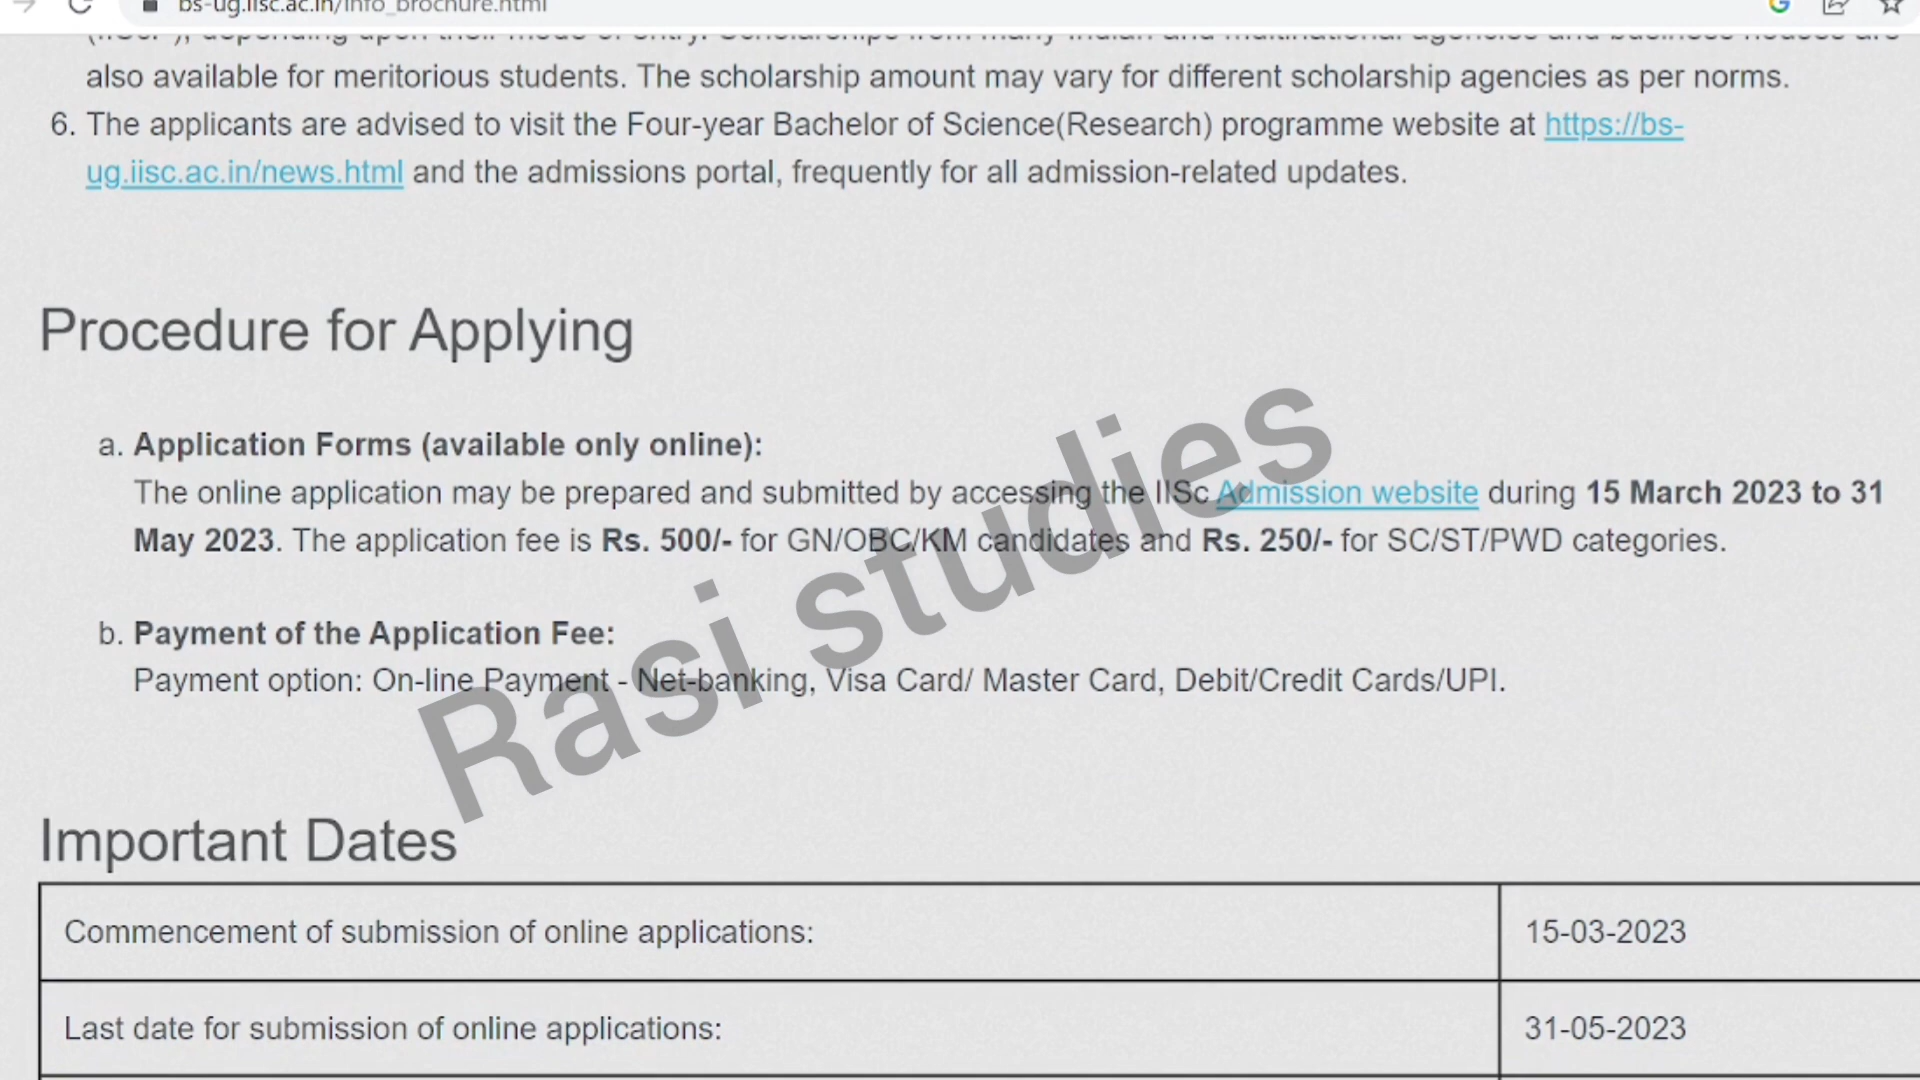 bs-ug.iisc.ac.in/info_brochure.html
also available for meritorious students. The scholarship amount may vary for different scholarship agencies as per norms.
6. The applicants are advised to visit the Four-year Bachelor of Science(Research) programme website at https://bs-
ug.iisc.ac.in/news.html and the admissions portal, frequently for all admission-related updates.
Procedure for Applying
a. Application Forms (available only online):
The online application may be prepared and submitted by accessing the IISc Admission website during 15 March 2023 to 31
May 2023. The application fee is Rs. 500/- for GN/OBC/KM candidates and Rs. 250/- for SC/ST/PWD categories.
b. Payment of the Application Fee:
Payment option: On-line Payment - Net-banking, Visa Card/ Master Card, Debit/Credit Cards/UPI.
Rasi studies
Important Dates
Commencement of submission of online applications: 15-03-2023
Last date for submission of online applications: 31-05-2023